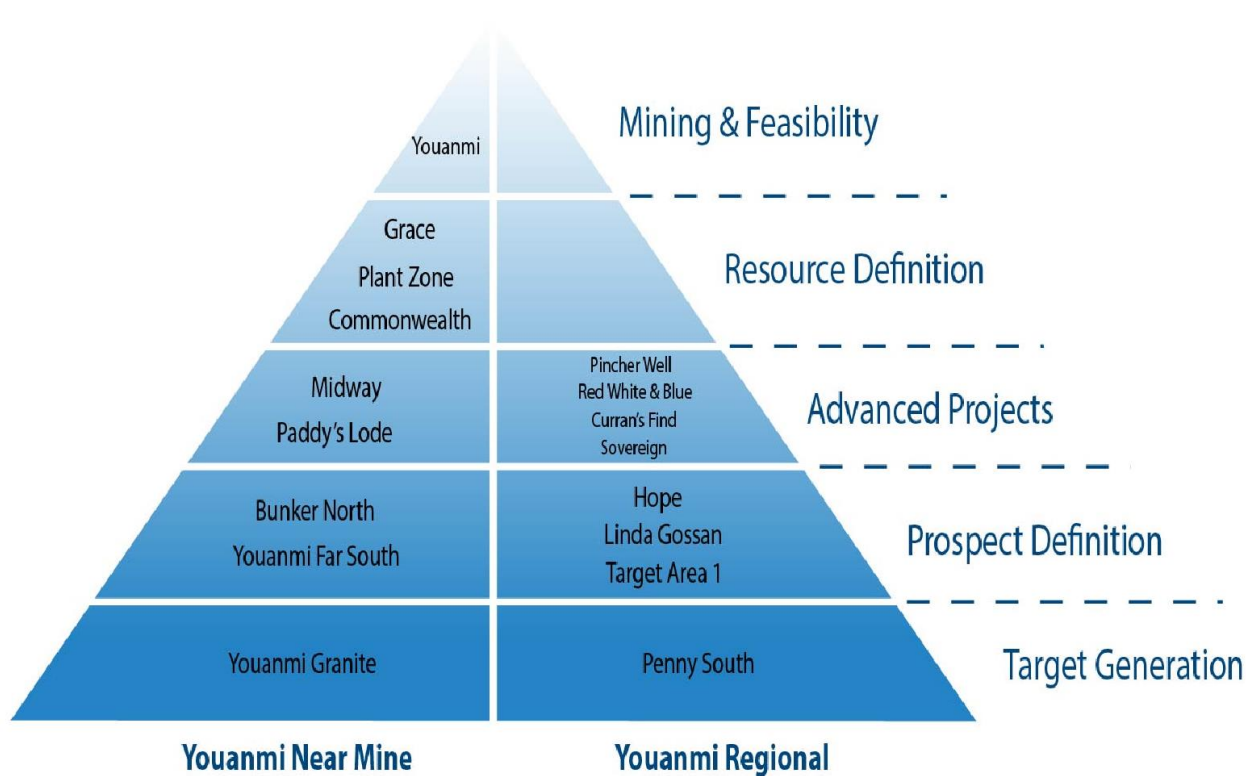 Mining & Feasibility
Youanmi
Grace
Plant Zone
Commonwealth
Resource Definition
Midway
Paddy's Lode
Pincher Well
Red White & Blue
Curran's Find
Sovereign
Advanced Projects
Bunker North
Youanmi Far South
Hope
Linda Gossan
Target Area 1
Prospect Definition
Youanmi Granite
Penny South
Target Generation
Youanmi Near Mine
Youanmi Regional